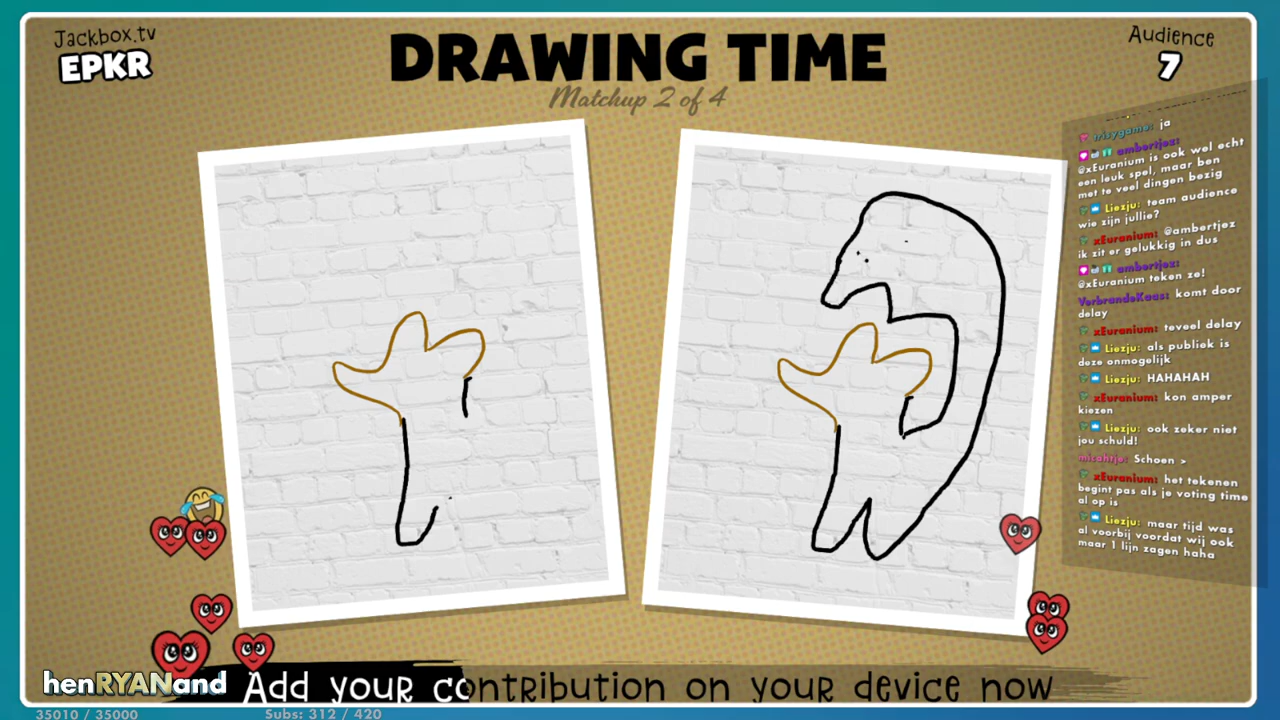 Jackbox.tv
EPKR
DRAWING TIME
Matchup 2 of 4
Audience
7
trisygame: ja
ambertjez:
@xEuranium is ook wel echt
een leuk spel, maar ben
met te veel dingen bezig
Liezju: team audience
wie zijn jullie?
xEuranium: @ambertjez
ik zit er gelukkig in dus
ambertjez:
@xEuranium teken ze!
VerbrandeKaas: komt door
delay
xEuranium: teveel delay
Liezju: als publiek is
deze onmogelijk
Liezju: HAHAHAH
xEuranium: kon amper
kiezen
Liezju: ook zeker niet
jou schuld!
micahtje: Schoen >
xEuranium: het tekenen
begint pas als je voting time
al op is
Liezju: maar tijd was
al voorbij voordat wij ook
maar 1 lijn zagen haha
henRYANand
Add your contribution on your device now
35010 / 35000
Subs: 312 / 420